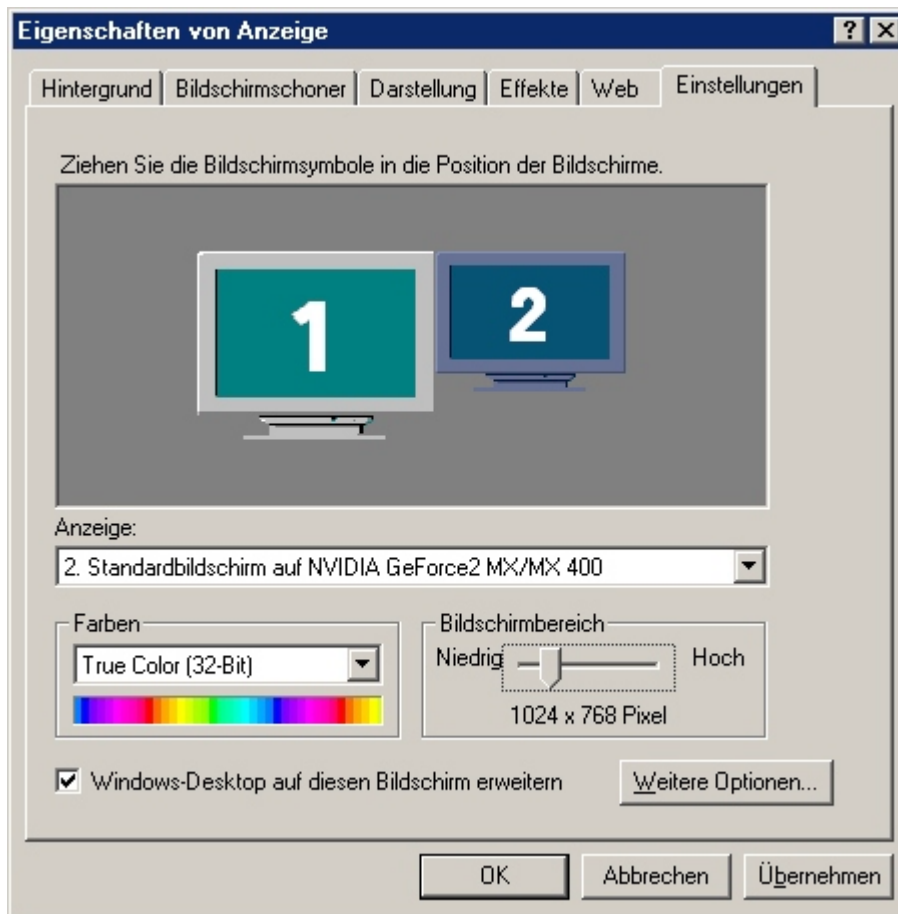 Eigenschaften von Anzeige
Hintergrund Bildschirmschoner Darstellung Effekte Web Einstellungen
Ziehen Sie die Bildschirmsymbole in die Position der Bildschirme.
1 2
Anzeige:
2. Standardbildschirm auf NVIDIA GeForce2 MX/MX 400
Farben
True Color (32-Bit)
Bildschirmbereich
Niedrig Hoch
1024 x 768 Pixel
Windows-Desktop auf diesen Bildschirm erweitern
Weitere Optionen...
OK Abbrechen Übernehmen